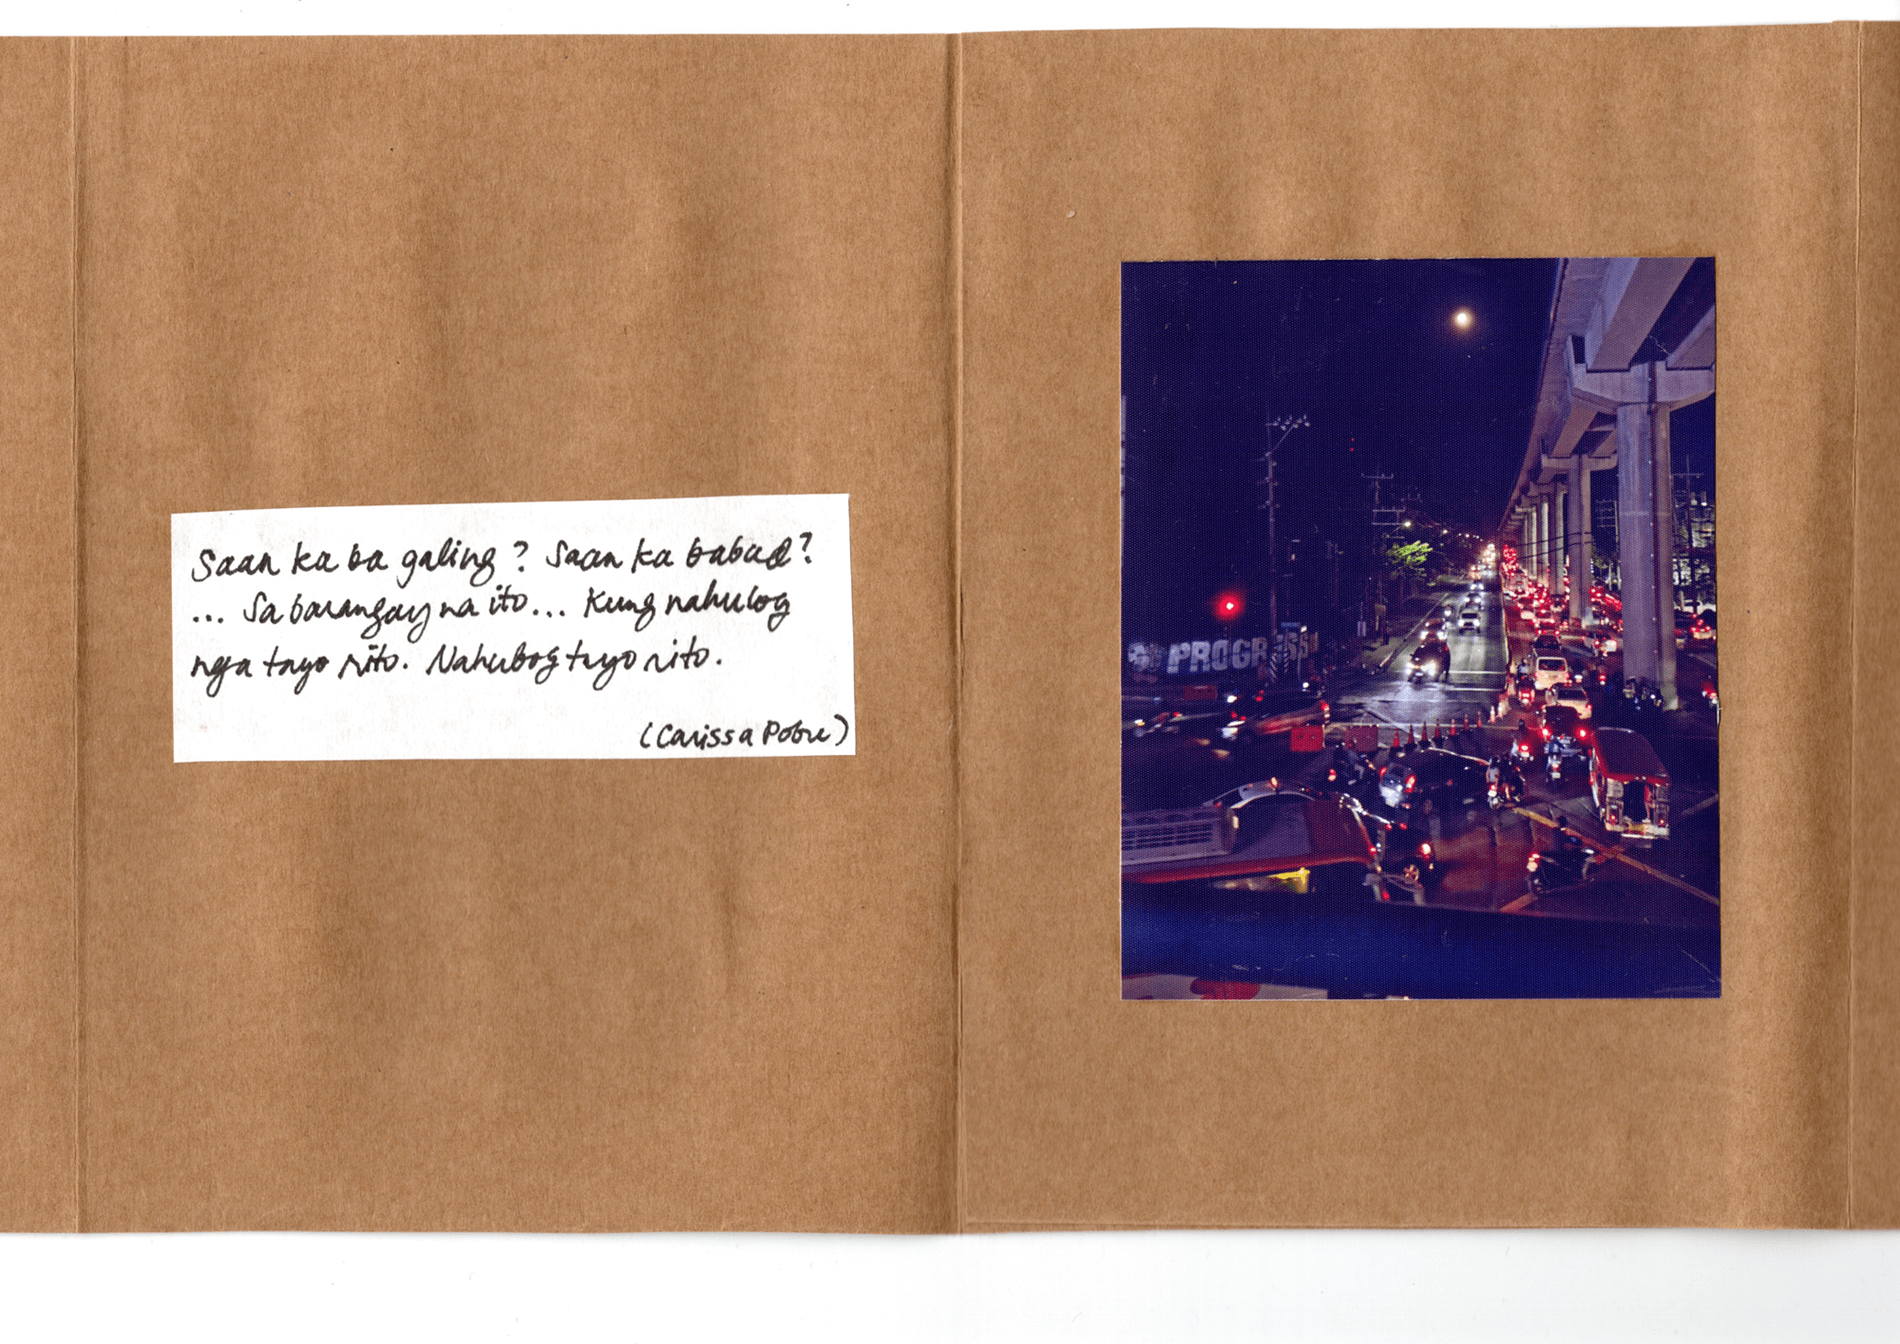 Saan ka ba galing? Saan ka babad?
... Sa barangay na ito... Kung nahulog
nga tayo rito. Nahubog tayo rito.
(Carissa Pobre)
PROGRESS